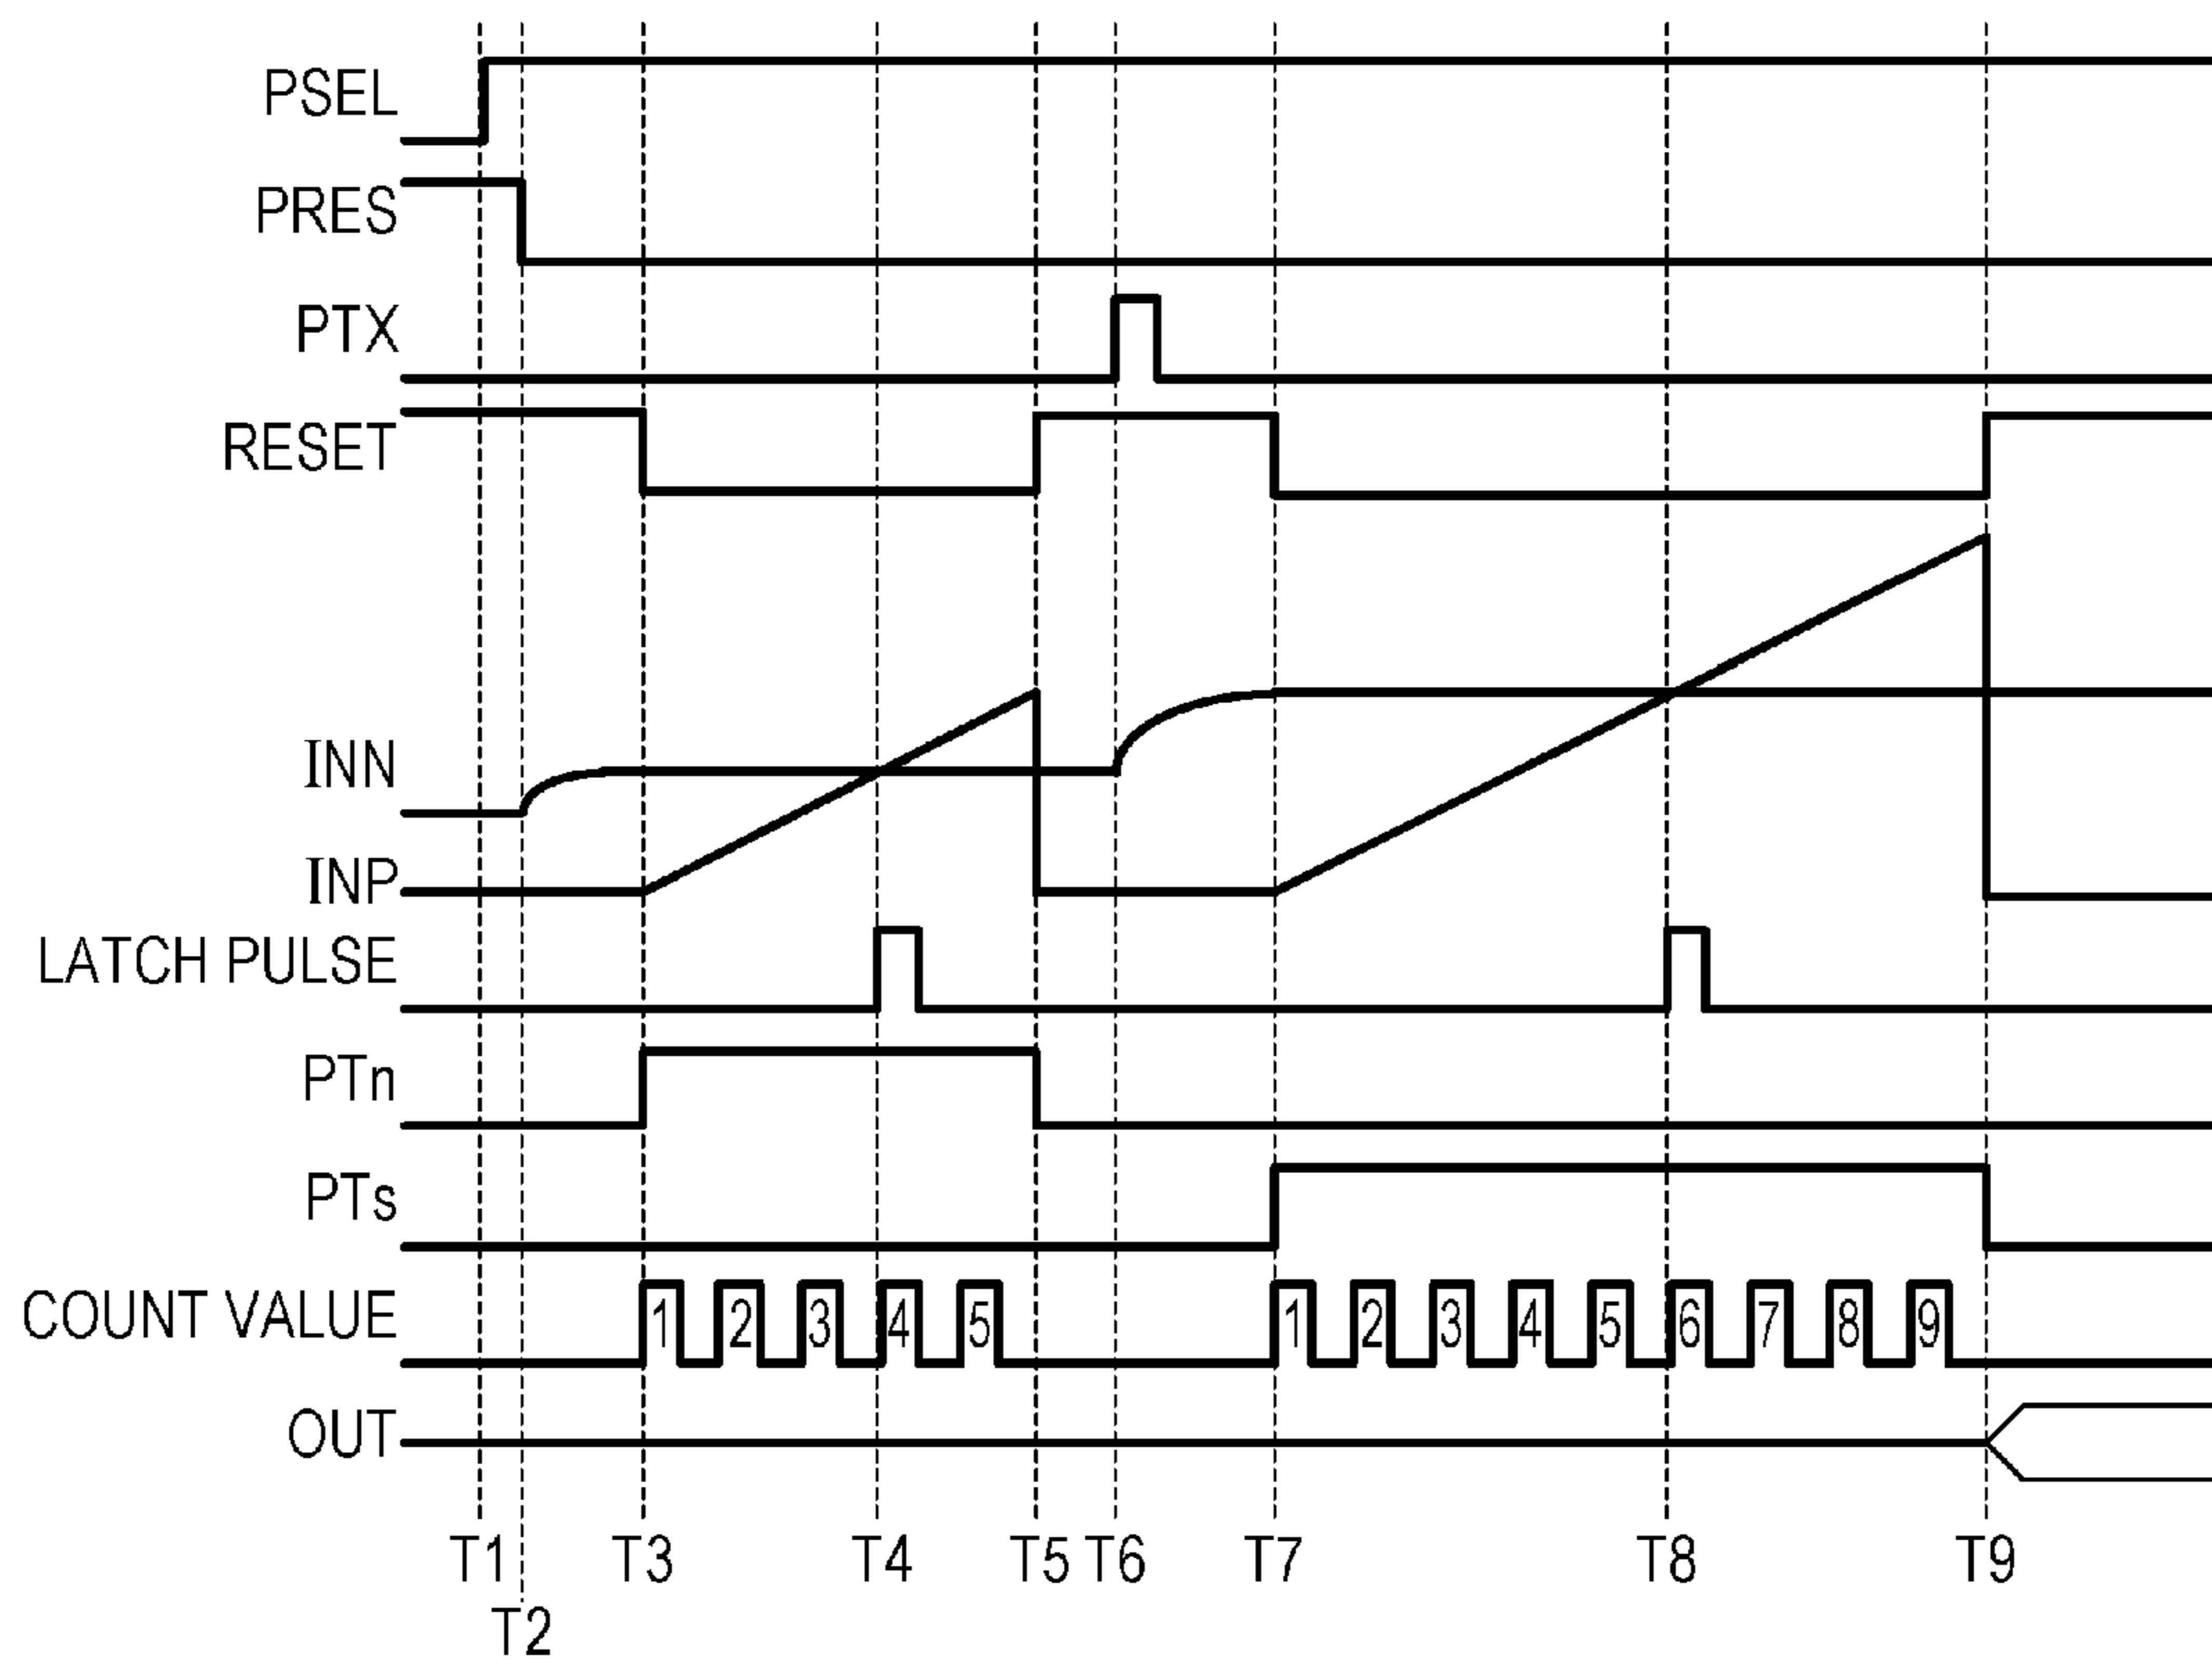 PSEL
PRES
PTX
RESET
INN
INP
LATCH PULSE
PTn
PTs
COUNT VALUE 1 2 3 4 5 1 2 3 4 5 6 7 8 9
OUT
T1 T3 T4 T5 T6 T7 T8 T9
T2